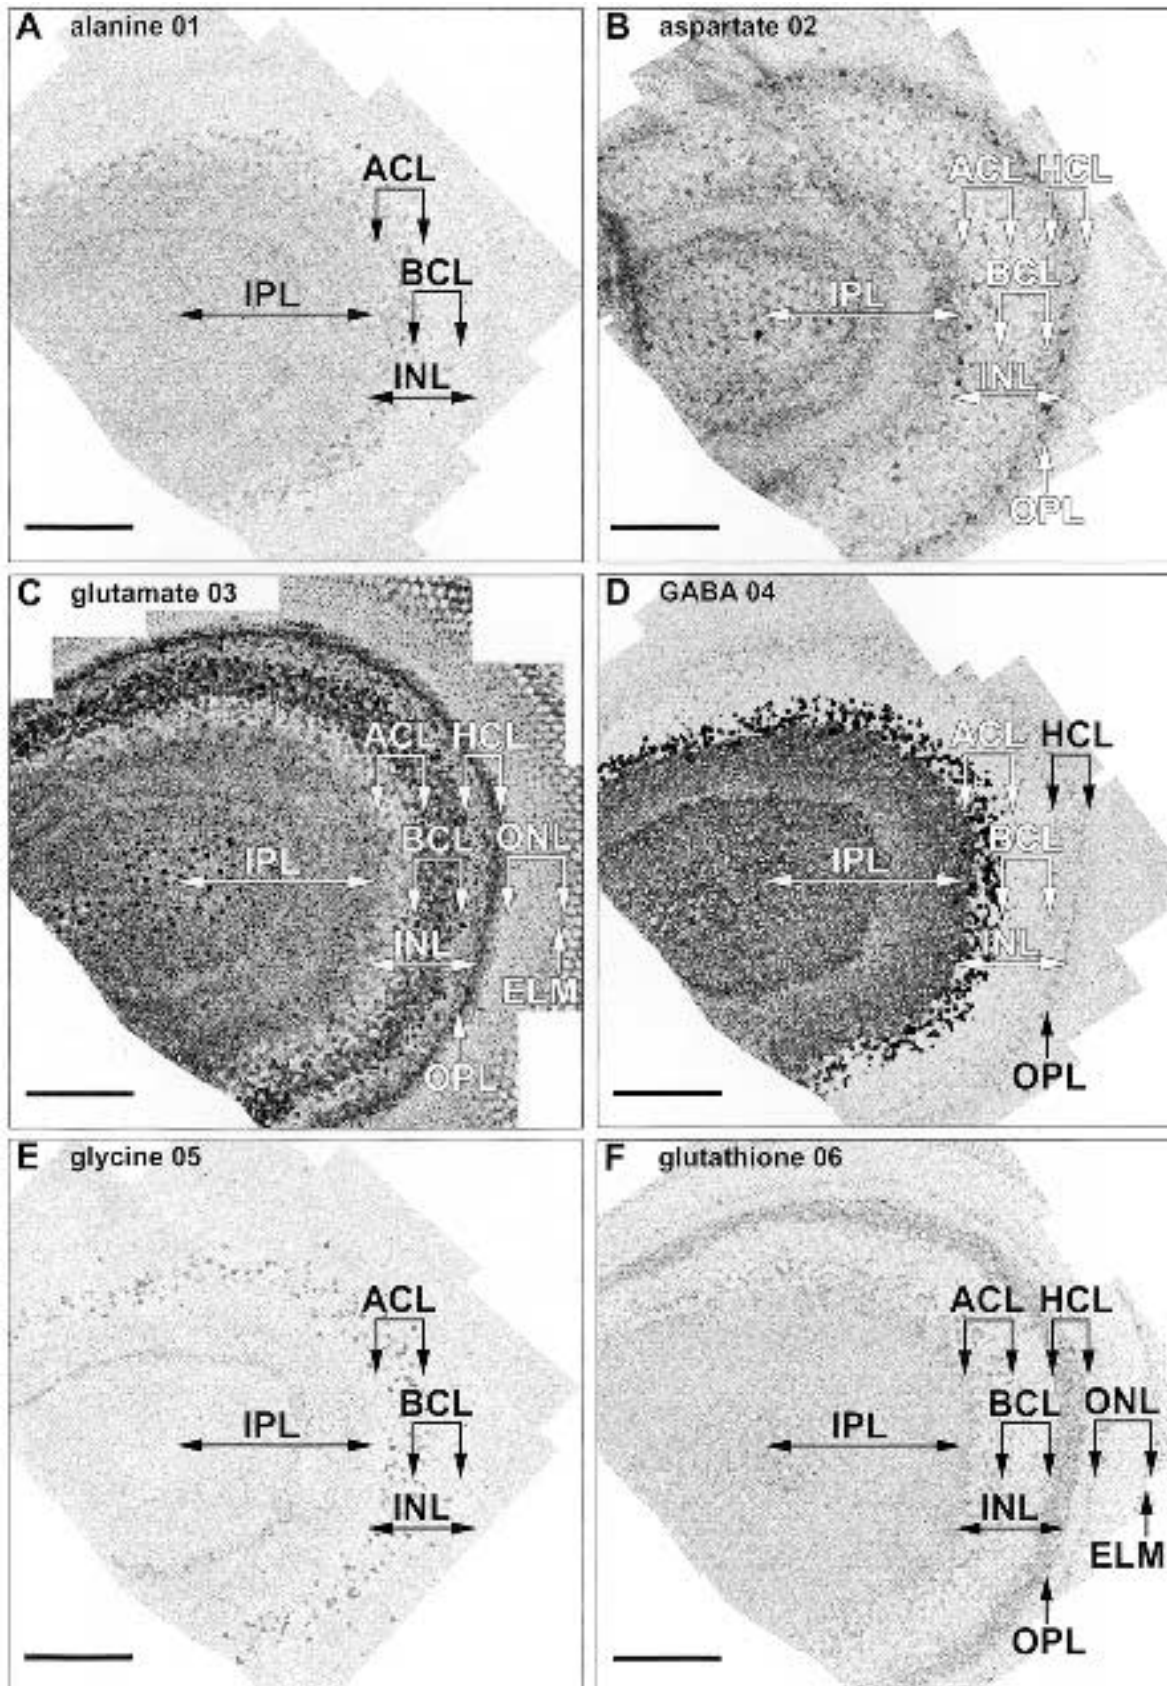 A alanine 01
ACL
BCL
IPL
INL
B aspartate 02
ACL HCL
BCL
IPL
INL
OPL
C glutamate 03
ACL HCL
BCL ONL
IPL
INL
ELM
OPL
D GABA 04
ACL HCL
BCL
IPL
INL
OPL
E glycine 05
ACL
BCL
IPL
INL
F glutathione 06
ACL HCL
BCL ONL
IPL
INL
ELM
OPL